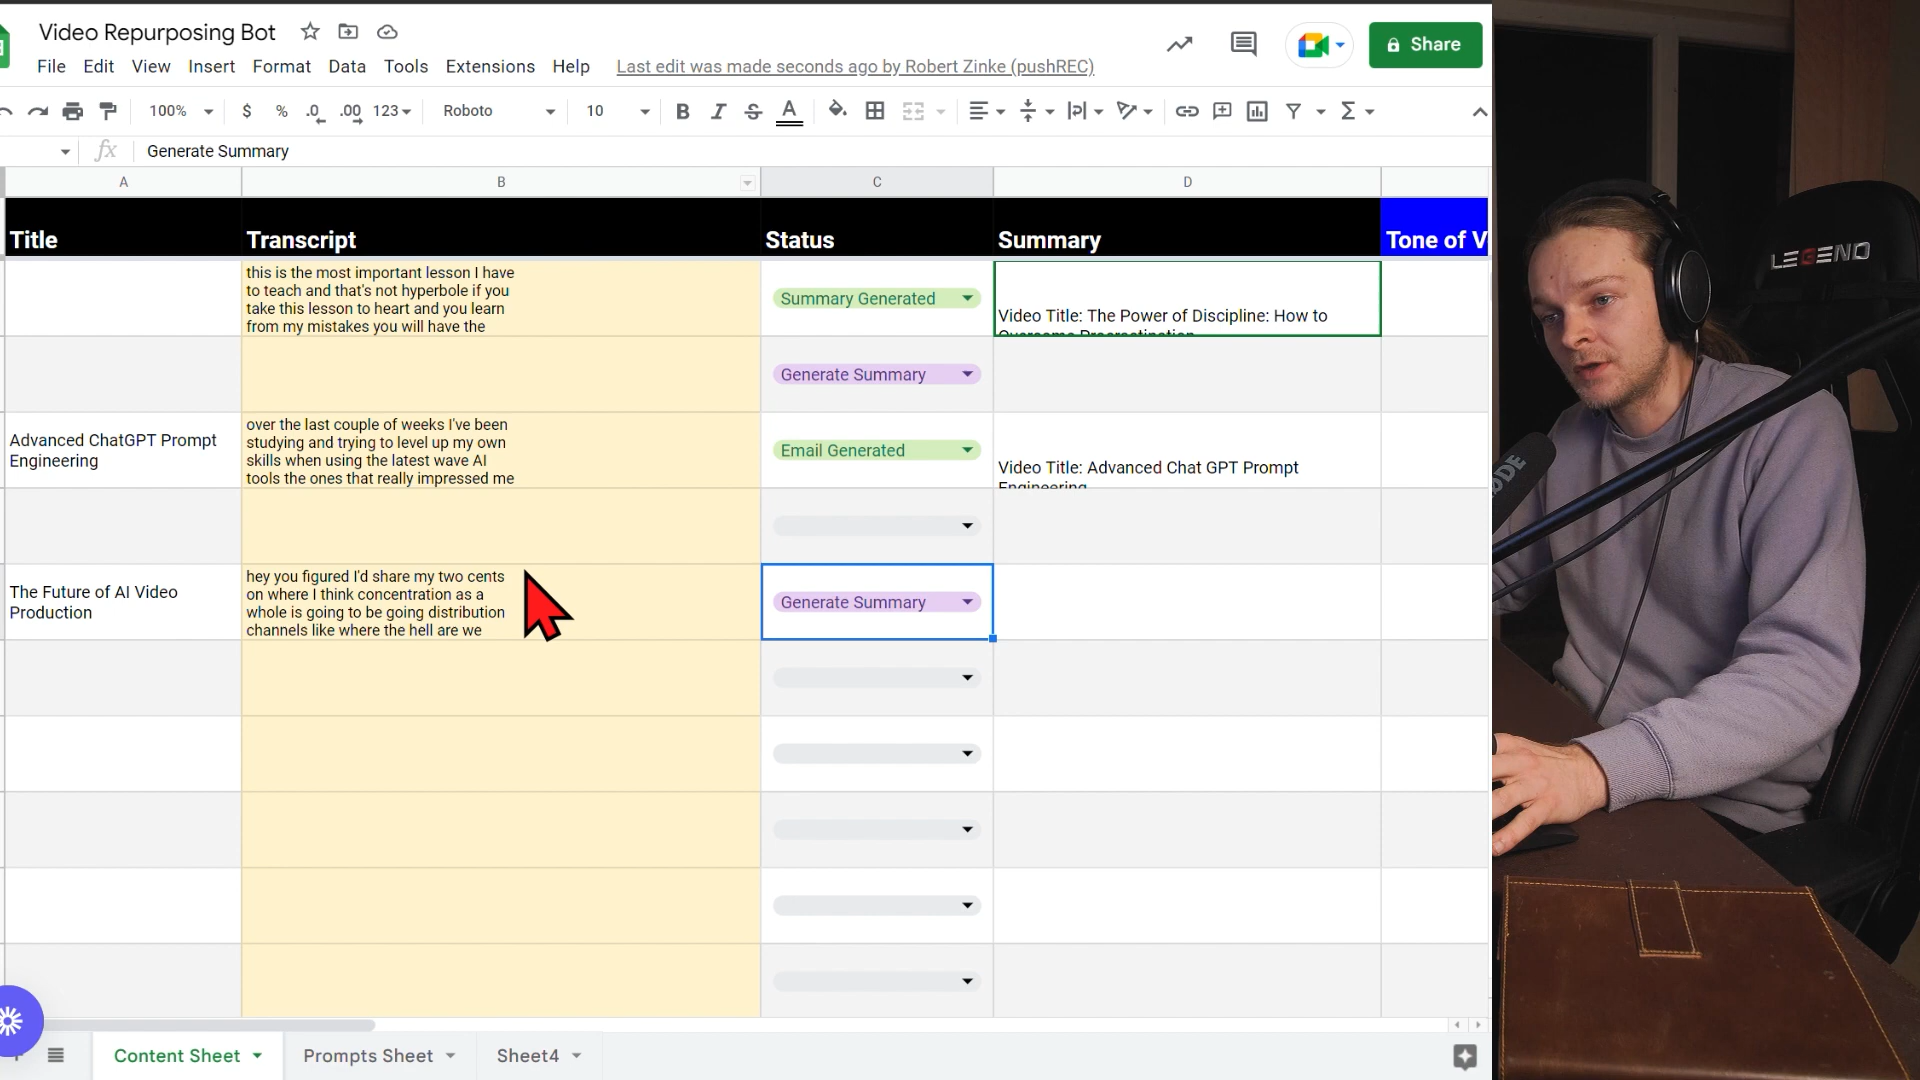 Video Repurposing Bot
Share
File Edit View Insert Format Data Tools Extensions Help Last edit was made seconds ago by Robert Zinke (pushREC)
100% $ % .0 .00 123 Roboto 10 B I S A
fx Generate Summary
A B C D
Title Transcript Status Summary Tone of V
this is the most important lesson I have
to teach and that's not hyperbole if you
take this lesson to heart and you learn
from my mistakes you will have the
Summary Generated
Video Title: The Power of Discipline: How to
Overcome Procrastination
Generate Summary
Advanced ChatGPT Prompt
Engineering
over the last couple of weeks I've been
studying and trying to level up my own
skills when using the latest wave AI
tools the ones that really impressed me
Email Generated
Video Title: Advanced Chat GPT Prompt
Engineering
The Future of AI Video
Production
hey you figured I'd share my two cents
on where I think concentration as a
whole is going to be going distribution
channels like where the hell are we
Generate Summary
Content Sheet Prompts Sheet Sheet4
LEGEND
RODE